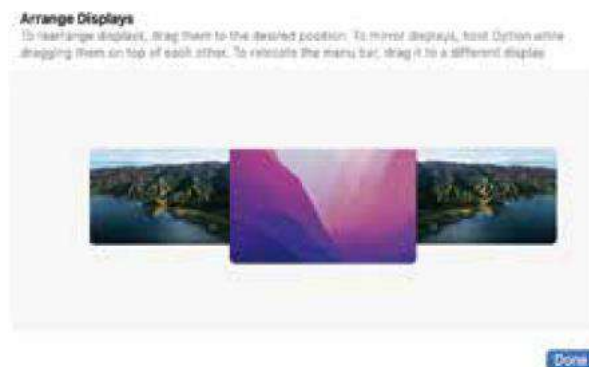 Arrange Displays
To rearrange displays, drag them to the desired position. To mirror displays, hold Option while
dragging them on top of each other. To relocate the menu bar, drag it to a different display.
Done